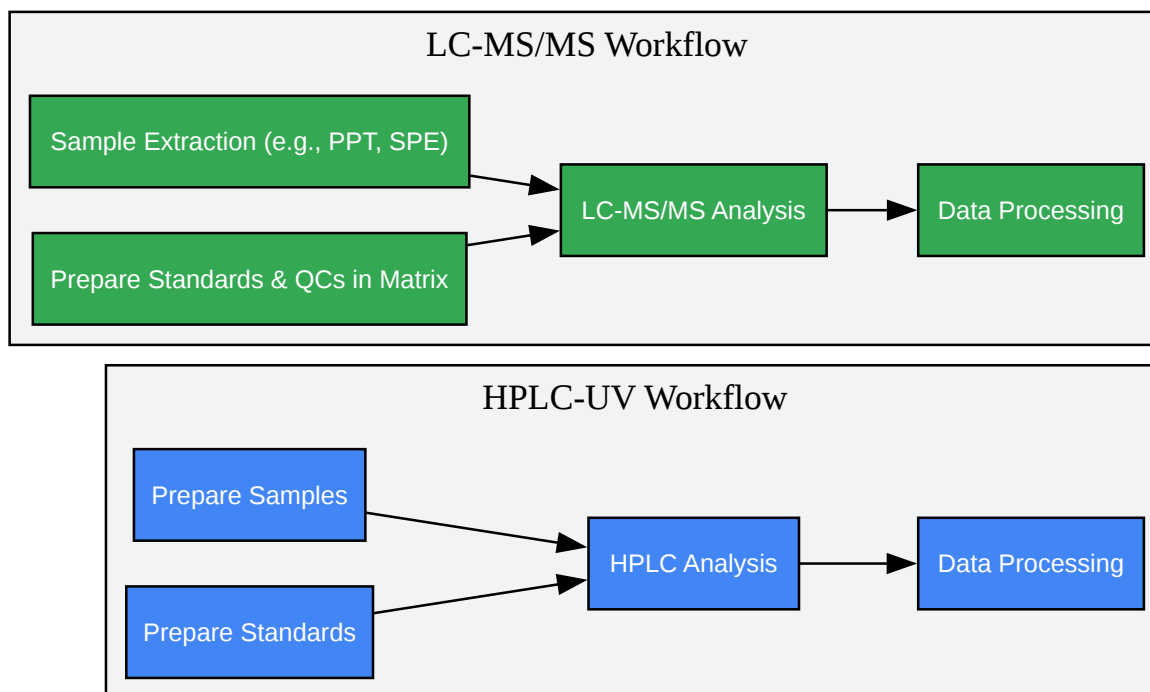 LC-MS/MS Workflow
Sample Extraction (e.g., PPT, SPE)
Prepare Standards & QCs in Matrix
LC-MS/MS Analysis
Data Processing
HPLC-UV Workflow
Prepare Samples
Prepare Standards
HPLC Analysis
Data Processing